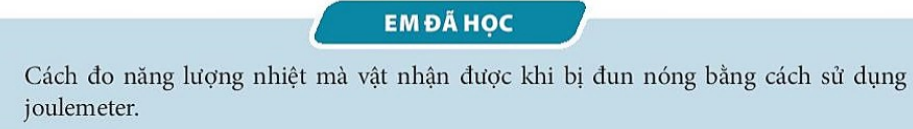 EM ĐÃ HỌC
Cách đo năng lượng nhiệt mà vật nhận được khi bị đun nóng bằng cách sử dụng
joulemeter.